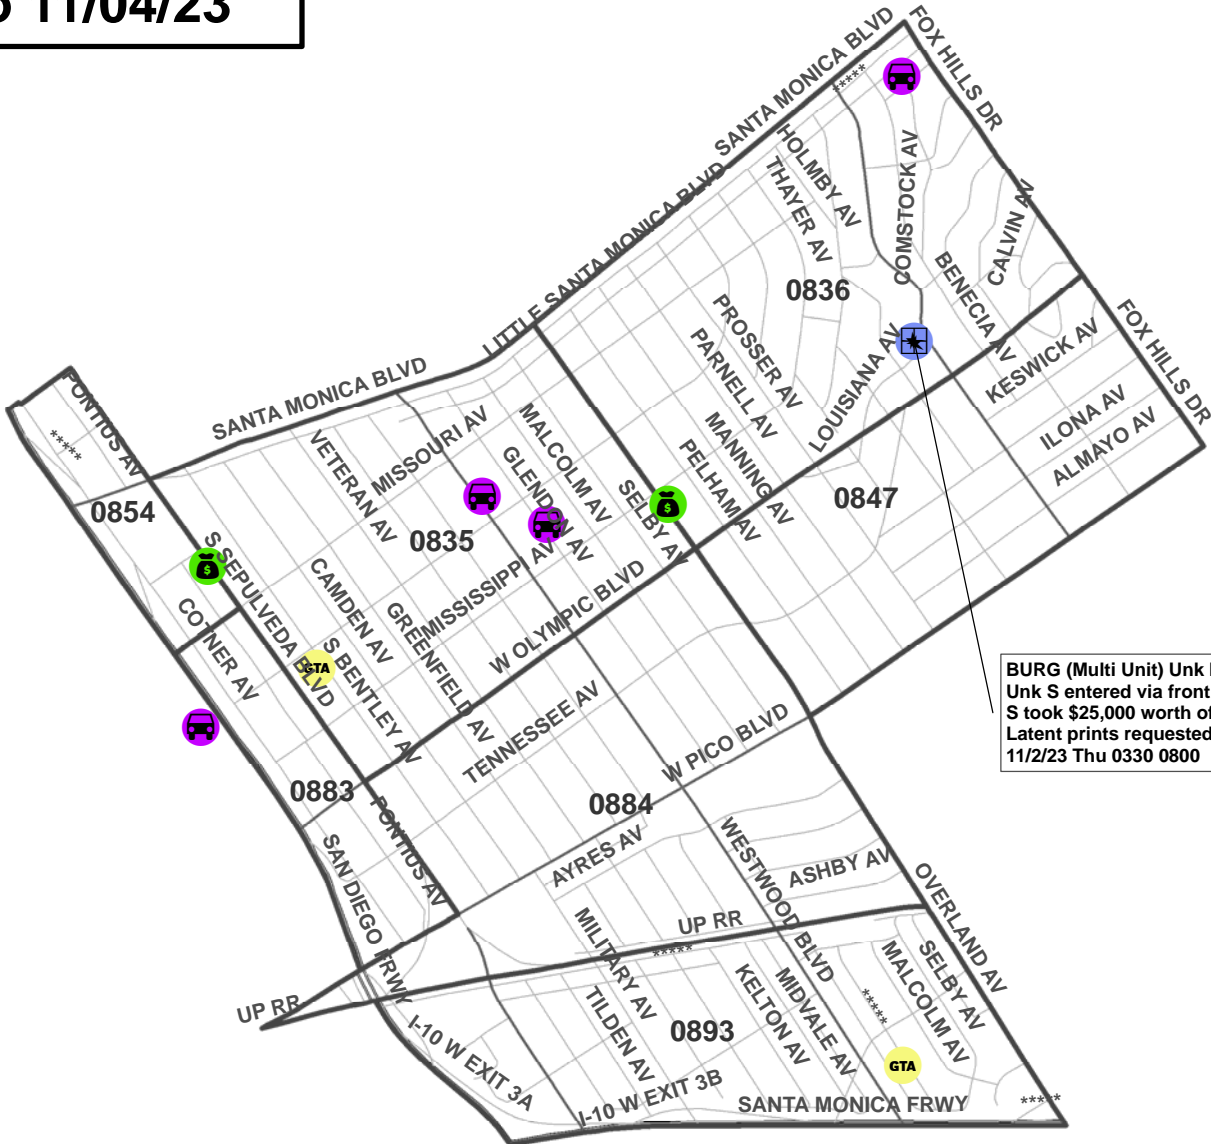 11/04/23
SANTA MONICA BLVD
FOX HILLS DR
*****
HOLMBY AV
THAYER AV
COMSTOCK AV
CALVIN AV
BENECIA AV
0836
LITTLE SANTA MONICA BLVD
PROSSER AV
PARNELL AV
LOUISIANA AV
KESWICK AV
FOX HILLS DR
ILONA AV
ALMAYO AV
PONTIUS AV
*****
SANTA MONICA BLVD
VETERAN AV
MISSOURI AV
MALCOLM AV
GLENDON AV
SELBY AV
PELHAM AV
MANNING AV
0847
0854
0835
$
$
S SEPULVEDA BLVD
COTNER AV
CAMDEN AV
GREENFIELD AV
MISSISSIPPI AV
W OLYMPIC BLVD
S BENTLEY AV
GTA
TENNESSEE AV
W PICO BLVD
BURG (Multi Unit) Unk
Unk S entered via front
S took $25,000 worth of
Latent prints requested
11/2/23 Thu 0330 0800
0883
0884
PONTIUS AV
SAN DIEGO FRWY
AYRES AV
WESTWOOD BLVD
ASHBY AV
OVERLAND AV
UP RR
*****
UP RR
MILITARY AV
TILDEN AV
KELTON AV
MIDVALE AV
*****
MALCOLM AV
SELBY AV
0893
GTA
I-10 W EXIT 3A
I-10 W EXIT 3B
SANTA MONICA FRWY
*****